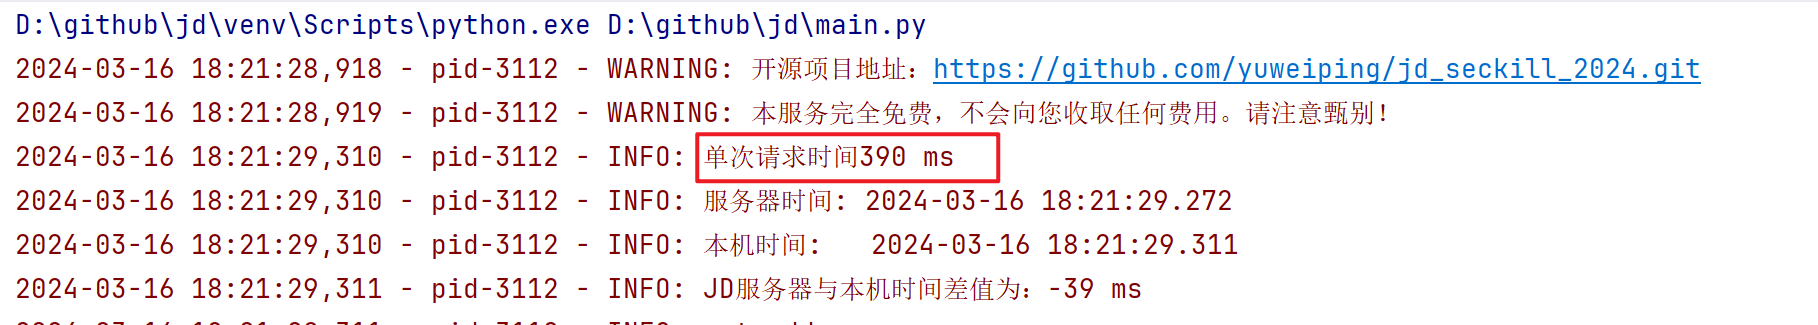 D:\github\jd\venv\Scripts\python.exe D:\github\jd\main.py
2024-03-16 18:21:28,918 - pid-3112 - WARNING: 开源项目地址：https://github.com/yuweiping/jd_seckill_2024.git
2024-03-16 18:21:28,919 - pid-3112 - WARNING: 本服务完全免费，不会向您收取任何费用。请注意甄别！
2024-03-16 18:21:29,310 - pid-3112 - INFO: 单次请求时间390 ms
2024-03-16 18:21:29,310 - pid-3112 - INFO: 服务器时间: 2024-03-16 18:21:29.272
2024-03-16 18:21:29,310 - pid-3112 - INFO: 本机时间:   2024-03-16 18:21:29.311
2024-03-16 18:21:29,311 - pid-3112 - INFO: JD服务器与本机时间差值为：-39 ms